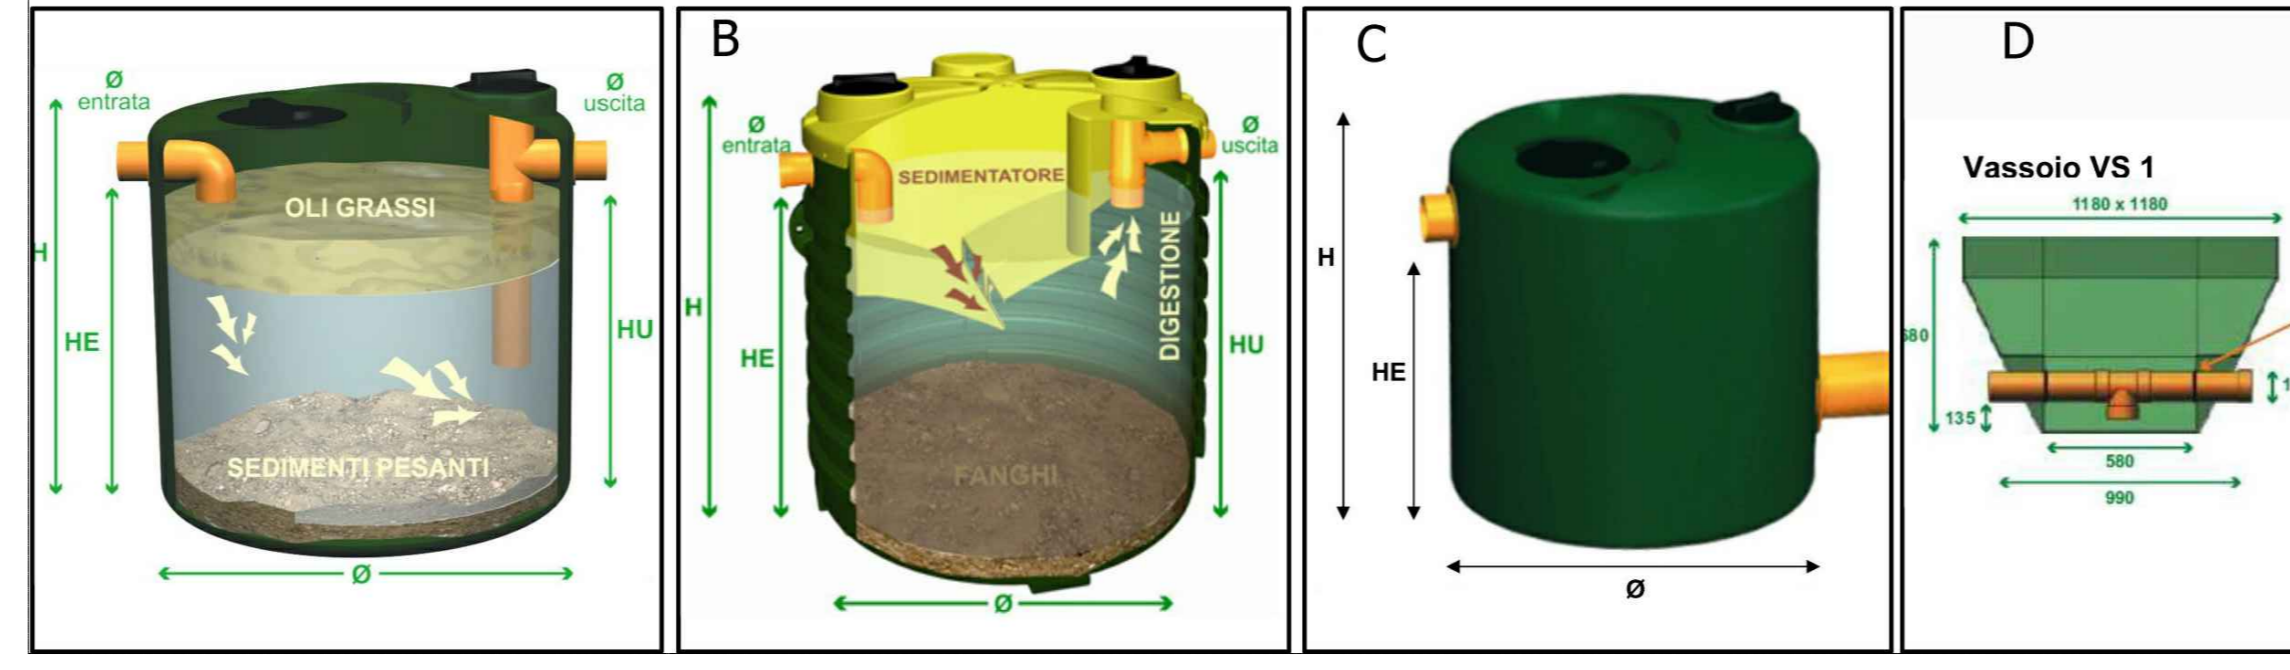 Ø
entrata
Ø
uscita
H
OLI GRASSI
HE
HU
SEDIMENTI PESANTI
Ø
B
Ø
entrata
Ø
uscita
SEDIMENTATORE
DIGESTIONE
H
HE
HU
FANGHI
Ø
C
H
HE
Ø
D
Vassoio VS 1
1180 x 1180
135
580
990